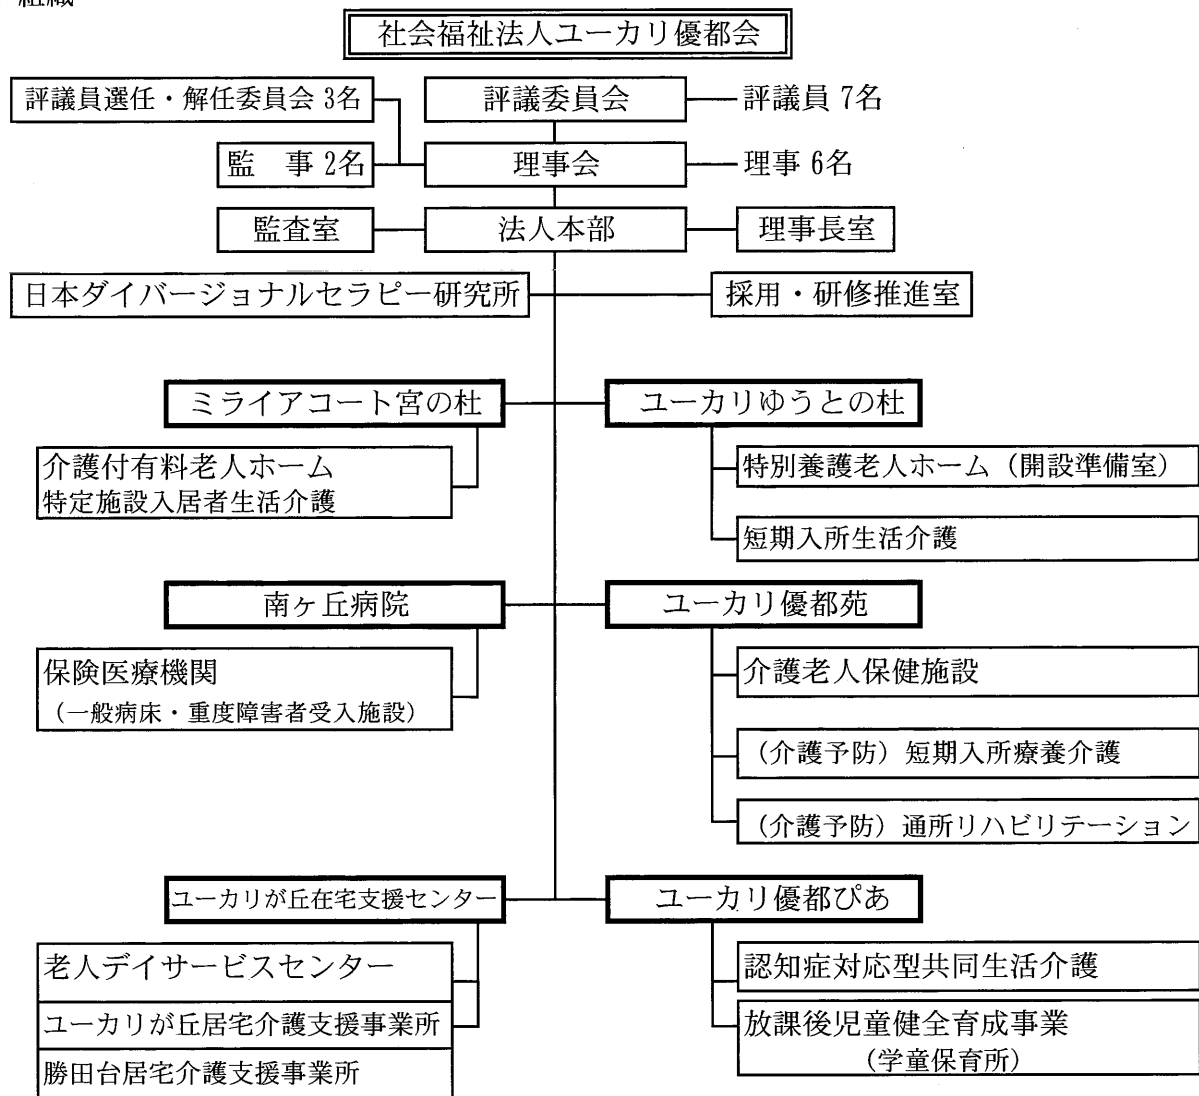 組織
社会福祉法人ユーカリ優都会
評議員選任・解任委員会 3名
評議委員会
評議員 7名
監　事 2名
理事会
理事 6名
監査室
法人本部
理事長室
日本ダイバージョナルセラピー研究所
採用・研修推進室
ミライアコート宮の杜
ユーカリゆうとの杜
介護付有料老人ホーム
特定施設入居者生活介護
特別養護老人ホーム（開設準備室）
短期入所生活介護
南ヶ丘病院
ユーカリ優都苑
保険医療機関
（一般病床・重度障害者受入施設）
介護老人保健施設
（介護予防）短期入所療養介護
（介護予防）通所リハビリテーション
ユーカリが丘在宅支援センター
ユーカリ優都ぴあ
老人デイサービスセンター
ユーカリが丘居宅介護支援事業所
勝田台居宅介護支援事業所
認知症対応型共同生活介護
放課後児童健全育成事業
（学童保育所）